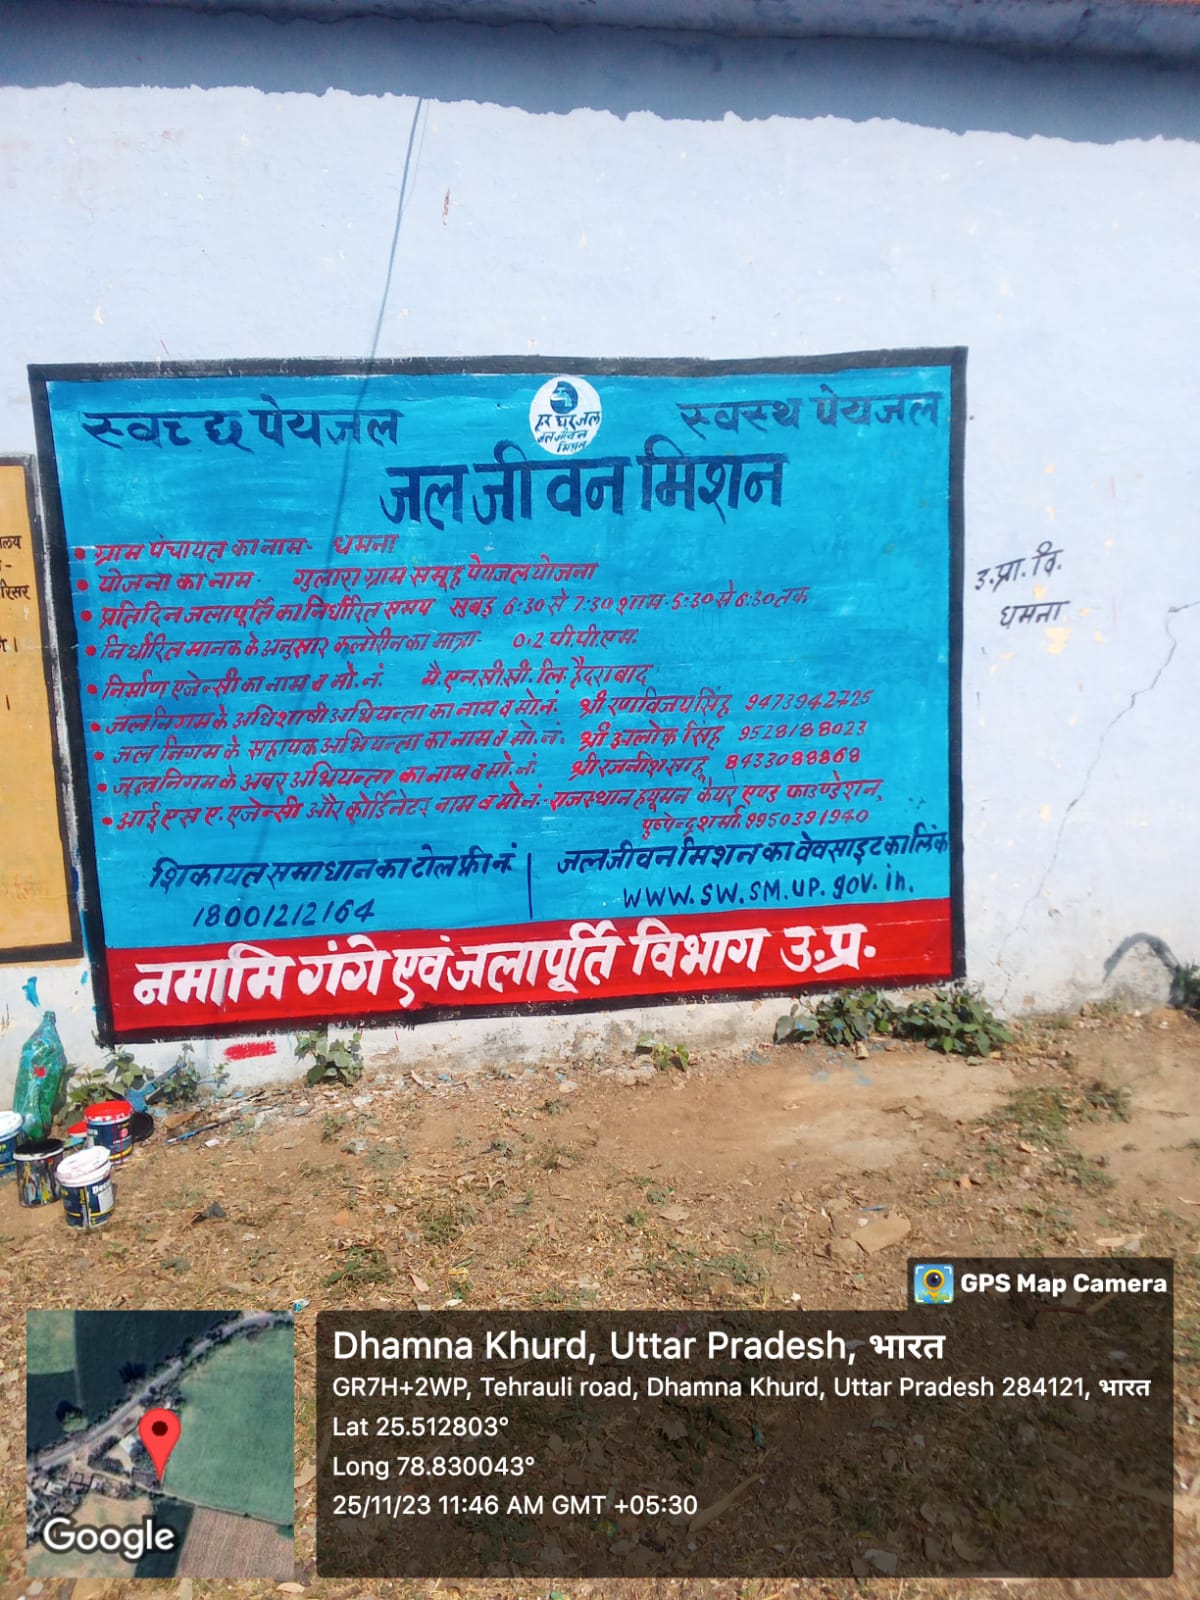 स्वच्छ पेयजल
हर घर जल
जल जीवन
मिशन
स्वस्थ पेयजल
जल जीवन मिशन
• ग्राम पंचायत का नाम- धमना
• योजना का नाम- गुलारा ग्राम समूह पेयजल योजना
• प्रतिदिन जलापूर्ति का निर्धारित समय सुबह 6:30 से 7:30 शाम-5:30 से 6:30 तक
• निर्धारित मानक के अनुसार क्लोरीन का मात्रा- 0.2 पी.पी.एम.
• निर्माण एजेन्सी का नाम व मो.नं. मै.एन.सी.सी.लि. हैदराबाद
• जलनिगम के अधिशाषी अभियन्ता का नाम व मो.नं. श्री रणविजय सिंह 9473942725
• जल निगम के सहायक अभियन्ता का नाम व मो.नं. श्री अलोक सिंह 9528188023
• जलनिगम के अवर अभियन्ता का नाम व मो.नं. श्री रजनीश साहू 8433088868
• आई एस ए. एजेन्सी और कोर्डिनेटर नाम व मो.नं.- राजस्थान ह्यूमन केयर एण्ड फाउण्डेशन,
पुष्पेन्द्र शर्मा. 9950391940
शिकायत समाधान का टोल फ्री नं.
18001212164
जल जीवन मिशन का वेवसाइट का लिंक
www.sw.sm.up.gov.in.
नमामि गंगे एवं जलापूर्ति विभाग उ.प्र.
उ.प्रा.वि.
धमना
GPS Map Camera
Dhamna Khurd, Uttar Pradesh, भारत
GR7H+2WP, Tehrauli road, Dhamna Khurd, Uttar Pradesh 284121, भारत
Lat 25.512803°
Long 78.830043°
25/11/23 11:46 AM GMT +05:30
Google